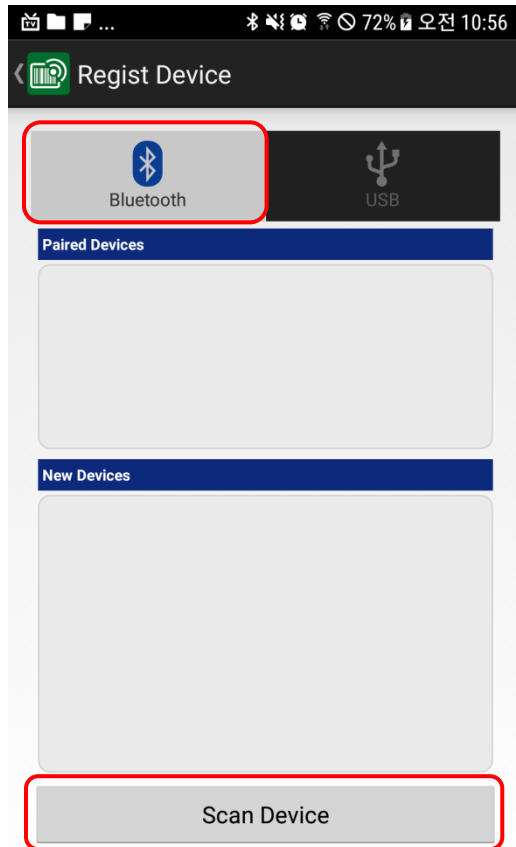 ... 72% 오전 10:56
Regist Device
Bluetooth
USB
Paired Devices
New Devices
Scan Device